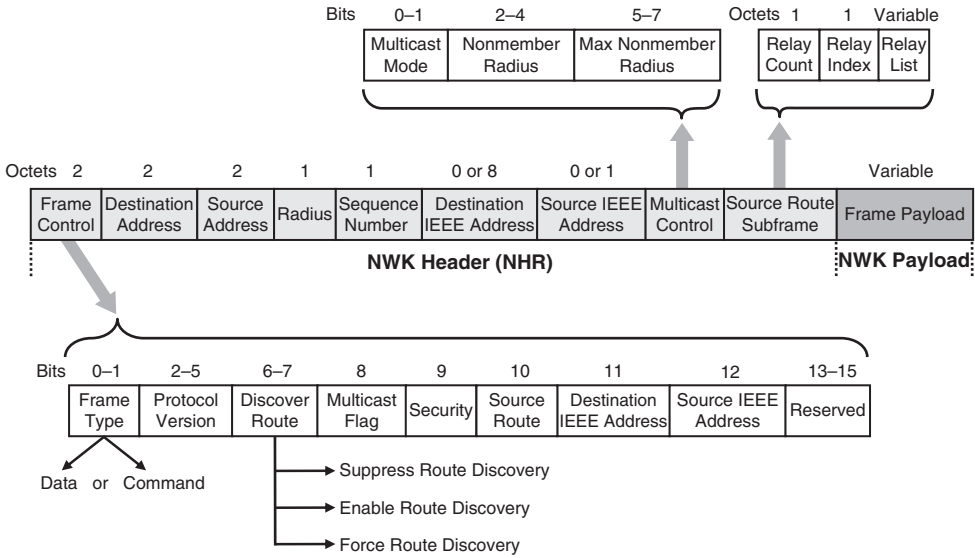 Bits 0–1 2–4 5–7 Octets 1 1 Variable
Multicast Mode Nonmember Radius Max Nonmember Radius Relay Count Relay Index Relay List
Octets 2 2 2 1 1 0 or 8 0 or 1 Variable
Frame Control Destination Address Source Address Radius Sequence Number Destination IEEE Address Source IEEE Address Multicast Control Source Route Subframe Frame Payload
NWK Header (NHR) NWK Payload
Bits 0–1 2–5 6–7 8 9 10 11 12 13–15
Frame Type Protocol Version Discover Route Multicast Flag Security Source Route Destination IEEE Address Source IEEE Address Reserved
Data or Command
Suppress Route Discovery
Enable Route Discovery
Force Route Discovery